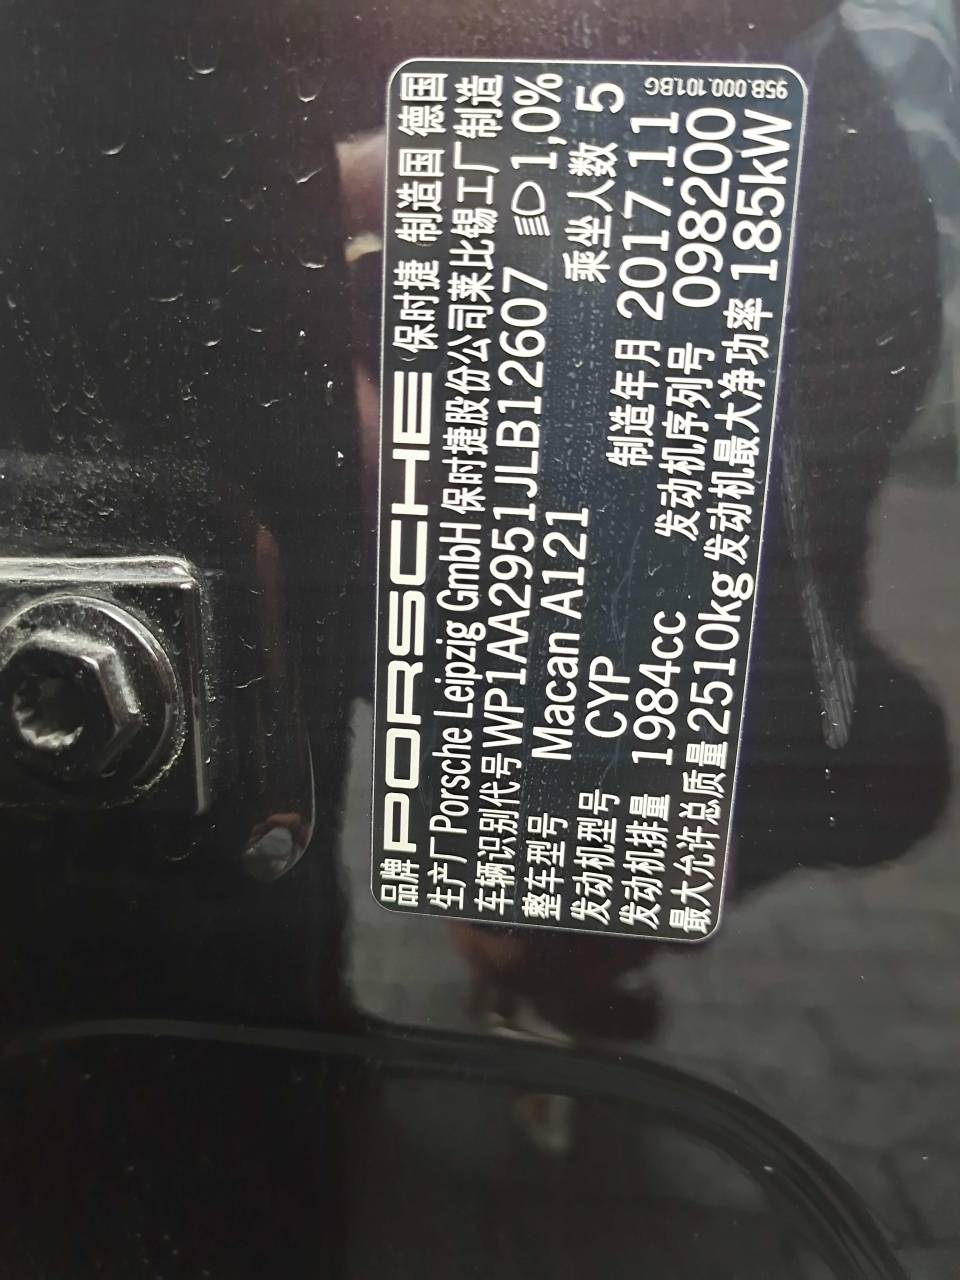 品牌 PORSCHE（保时捷 制造国 德国
生产厂 Porsche Leipzig GmbH 保时捷股份公司莱比锡工厂制造
车辆识别代号 WP1AA2951JLB12607 1,0%
整车型号 Macan A121 乘坐人数 5
发动机型号 CYP 制造年月 2017.11
发动机排量 1984cc 发动机序列号 098200
最大允许总质量 2510kg 发动机最大净功率 185kW
95B.000.101.BG